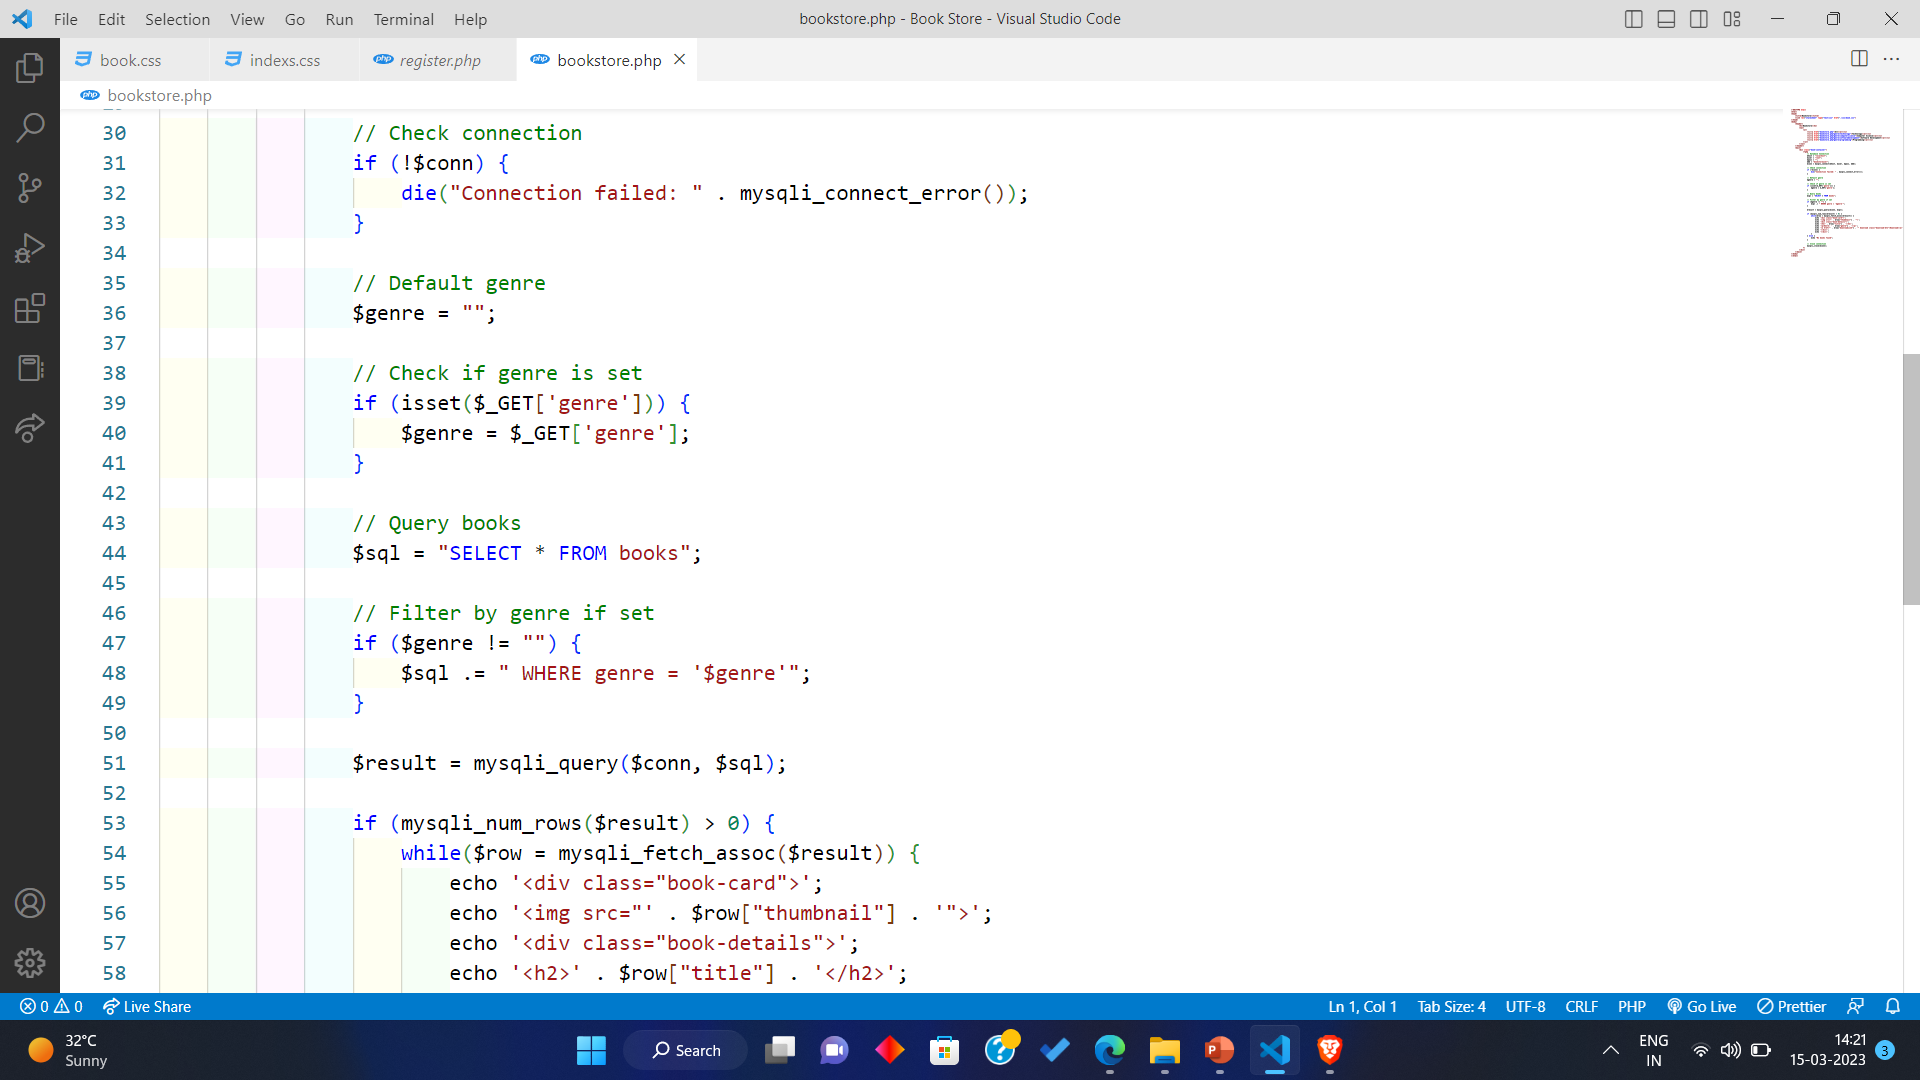 File Edit Selection View Go Run Terminal Help
bookstore.php - Book Store - Visual Studio Code
book.css
indexs.css
php register.php
php bookstore.php
php bookstore.php
30 // Check connection
31 if (!$conn) {
32 die("Connection failed: " . mysqli_connect_error());
33 }
34
35 // Default genre
36 $genre = "";
37
38 // Check if genre is set
39 if (isset($_GET['genre'])) {
40 $genre = $_GET['genre'];
41 }
42
43 // Query books
44 $sql = "SELECT * FROM books";
45
46 // Filter by genre if set
47 if ($genre != "") {
48 $sql .= " WHERE genre = '$genre'";
49 }
50
51 $result = mysqli_query($conn, $sql);
52
53 if (mysqli_num_rows($result) > 0) {
54 while($row = mysqli_fetch_assoc($result)) {
55 echo '<div class="book-card">';
56 echo '<img src="' . $row["thumbnail"] . '">';
57 echo '<div class="book-details">';
58 echo '<h2>' . $row["title"] . '</h2>';
0 0 Live Share
Ln 1, Col 1 Tab Size: 4 UTF-8 CRLF PHP Go Live Prettier
32°C
Sunny
Search
ENG
IN
14:21
15-03-2023
3